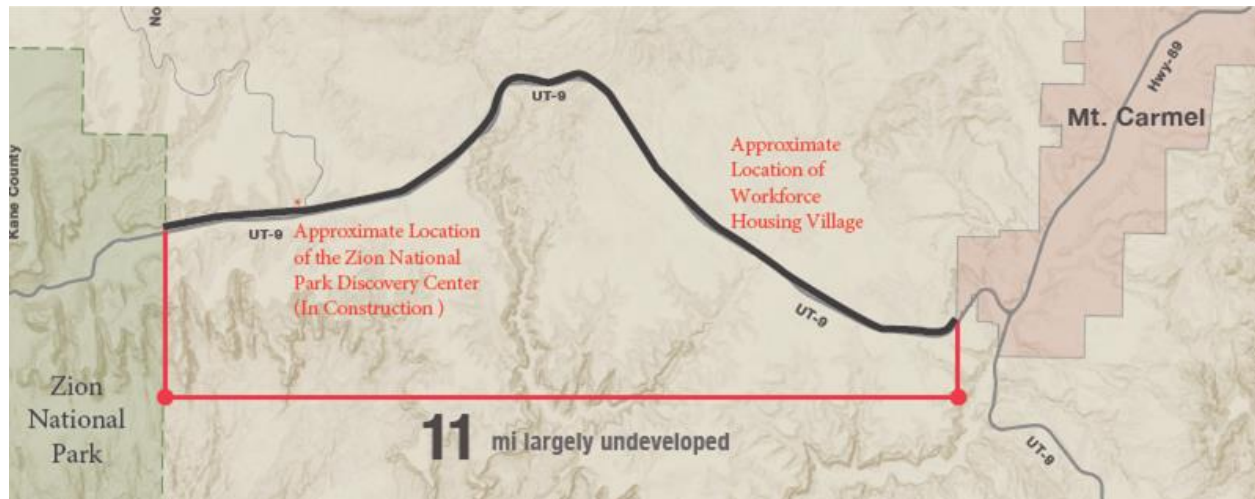 No
Kane County
UT-9
Hwy-89
Mt. Carmel
Approximate
Location of
Workforce
Housing Village
UT-9
Approximate Location
of the Zion National
Park Discovery Center
(In Construction )
UT-9
Zion
National
Park
11 mi largely undeveloped
UT-9